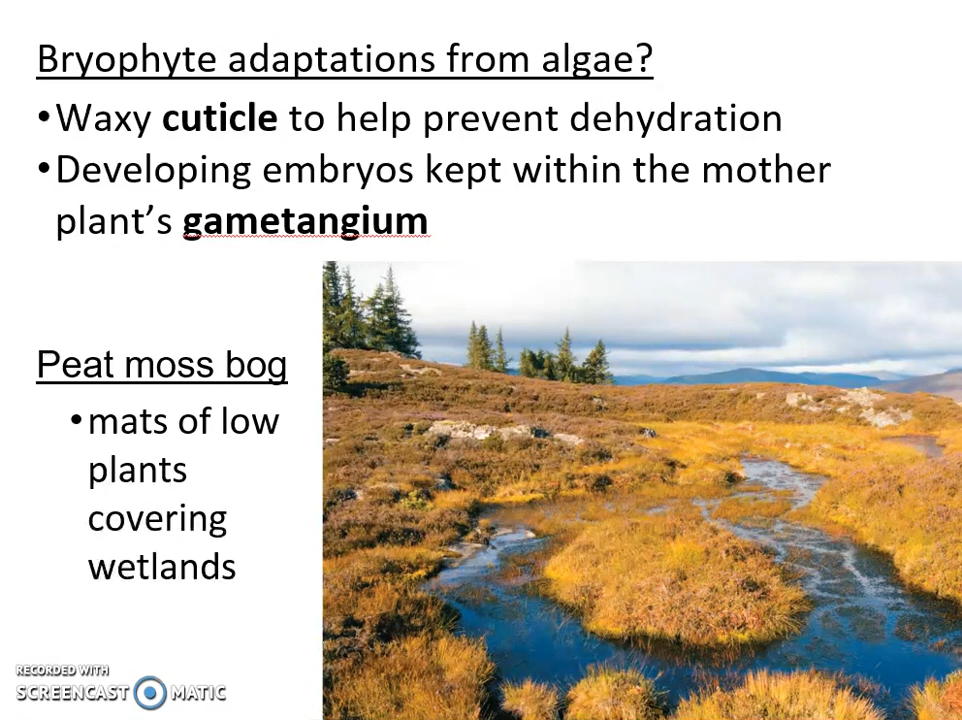 Bryophyte adaptations from algae?
•Waxy cuticle to help prevent dehydration
•Developing embryos kept within the mother
plant's gametangium
Peat moss bog
•mats of low
plants
covering
wetlands
RECORDED WITH
SCREENCAST MATIC